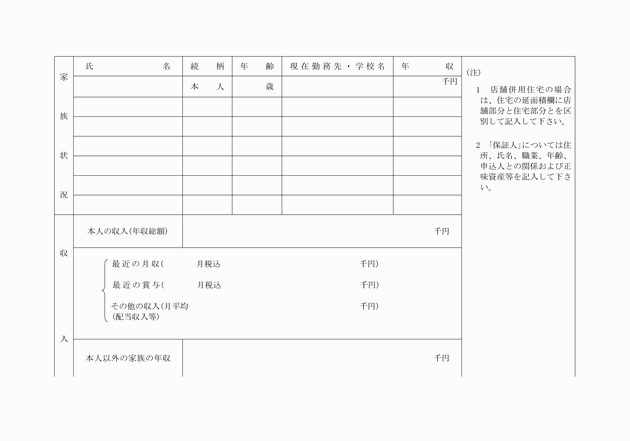 家族状況
氏名 続柄 年齢 現在勤務先・学校名 年収
本人 歳 千円
収入
本人の収入(年収総額) 千円
最近の月収( 月税込 千円)
最近の賞与( 月税込 千円)
その他の収入(月平均 千円)
(配当収入等)
本人以外の家族の年収 千円
(注)
1 店舗併用住宅の場合
は、住宅の延面積欄に店
舗部分と住宅部分とを区
別して記入して下さい。
2 「保証人」については住
所、氏名、職業、年齢、
申込人との関係および正
味資産等を記入して下さ
い。